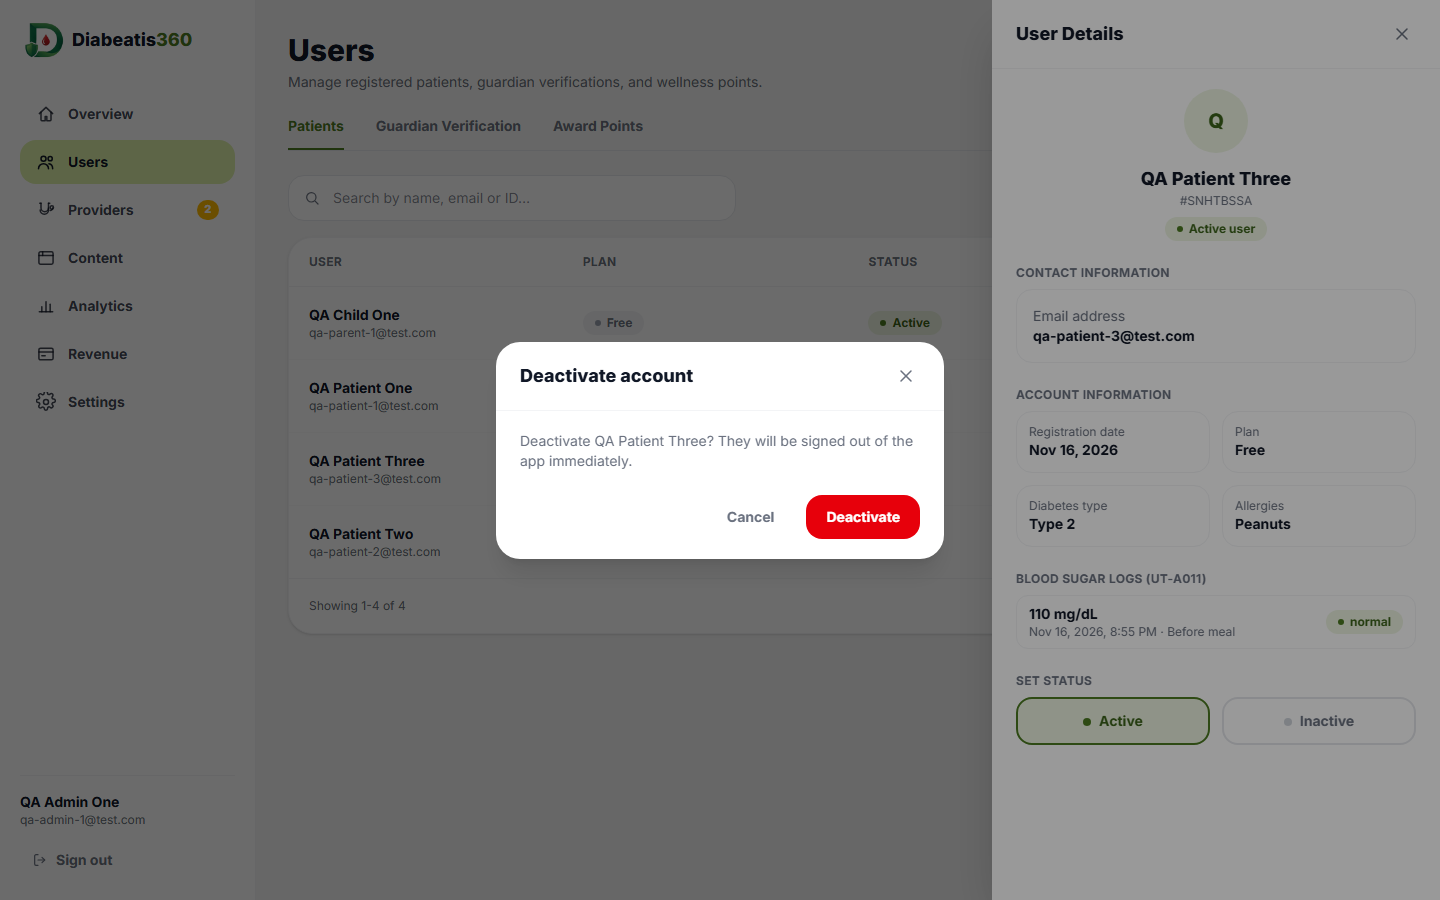 Diabeatis360
Overview
Users
Providers
2
Content
Analytics
Revenue
Settings
QA Admin One
qa-admin-1@test.com
Sign out
Users
Manage registered patients, guardian verifications, and wellness points.
Patients
Guardian Verification
Award Points
Search by name, email or ID...
USER
PLAN
STATUS
QA Child One
qa-parent-1@test.com
Free
Active
QA Patient One
qa-patient-1@test.com
QA Patient Three
qa-patient-3@test.com
QA Patient Two
qa-patient-2@test.com
Showing 1-4 of 4
Deactivate account
Deactivate QA Patient Three? They will be signed out of the
app immediately.
Cancel
Deactivate
User Details
Q
QA Patient Three
#SNHTBSSA
Active user
CONTACT INFORMATION
Email address
qa-patient-3@test.com
ACCOUNT INFORMATION
Registration date
Nov 16, 2026
Plan
Free
Diabetes type
Type 2
Allergies
Peanuts
BLOOD SUGAR LOGS (UT-A011)
110 mg/dL
Nov 16, 2026, 8:55 PM · Before meal
normal
SET STATUS
Active
Inactive